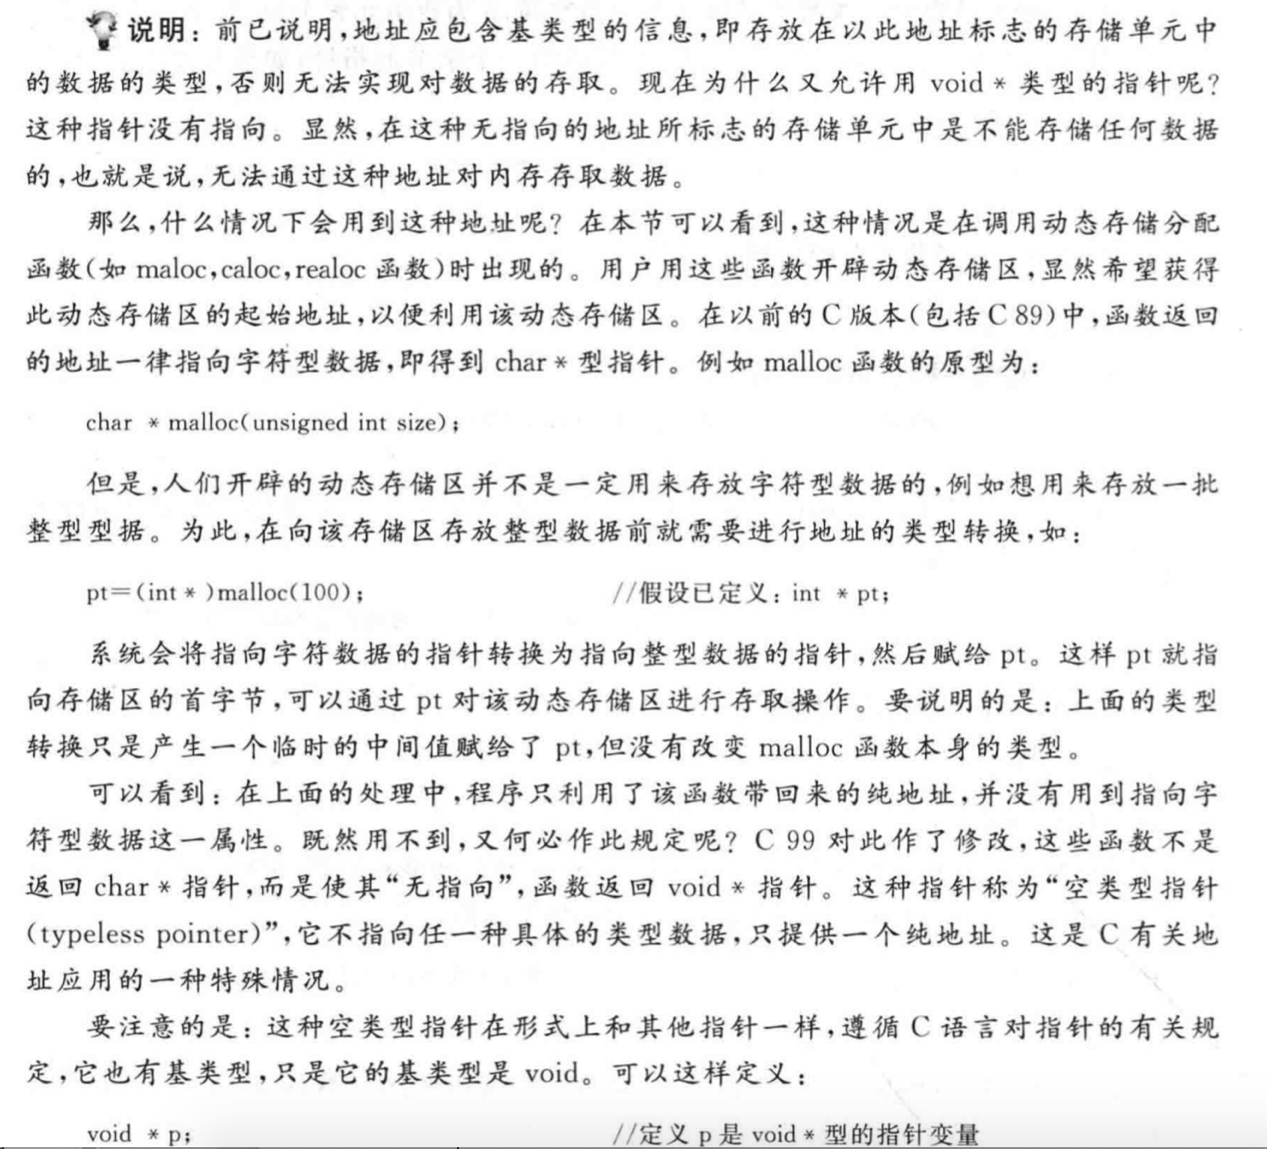 说明：前已说明,地址应包含基类型的信息,即存放在以此地址标志的存储单元中
的数据的类型,否则无法实现对数据的存取。现在为什么又允许用 void * 类型的指针呢?
这种指针没有指向。显然,在这种无指向的地址所标志的存储单元中是不能存储任何数据
的,也就是说,无法通过这种地址对内存存取数据。
那么,什么情况下会用到这种地址呢? 在本节可以看到,这种情况是在调用动态存储分配
函数(如 maloc,caloc,realoc 函数)时出现的。用户用这些函数开辟动态存储区,显然希望获得
此动态存储区的起始地址,以便利用该动态存储区。在以前的 C 版本(包括 C 89)中,函数返回
的地址一律指向字符型数据,即得到 char * 型指针。例如 malloc 函数的原型为：
char * malloc(unsigned int size);
但是,人们开辟的动态存储区并不是一定用来存放字符型数据的,例如想用来存放一批
整型型据。为此,在向该存储区存放整型数据前就需要进行地址的类型转换,如：
pt=(int * )malloc(100); //假设已定义：int * pt;
系统会将指向字符数据的指针转换为指向整型数据的指针,然后赋给 pt。这样 pt 就指
向存储区的首字节,可以通过 pt 对该动态存储区进行存取操作。要说明的是：上面的类型
转换只是产生一个临时的中间值赋给了 pt,但没有改变 malloc 函数本身的类型。
可以看到：在上面的处理中,程序只利用了该函数带回来的纯地址,并没有用到指向字
符型数据这一属性。既然用不到,又何必作此规定呢? C 99 对此作了修改,这些函数不是
返回 char * 指针,而是使其“无指向”,函数返回 void * 指针。这种指针称为“空类型指针
(typeless pointer)”,它不指向任一种具体的类型数据,只提供一个纯地址。这是 C 有关地
址应用的一种特殊情况。
要注意的是：这种空类型指针在形式上和其他指针一样,遵循 C 语言对指针的有关规
定,它也有基类型,只是它的基类型是 void。可以这样定义：
void * p; //定义 p 是 void * 型的指针变量